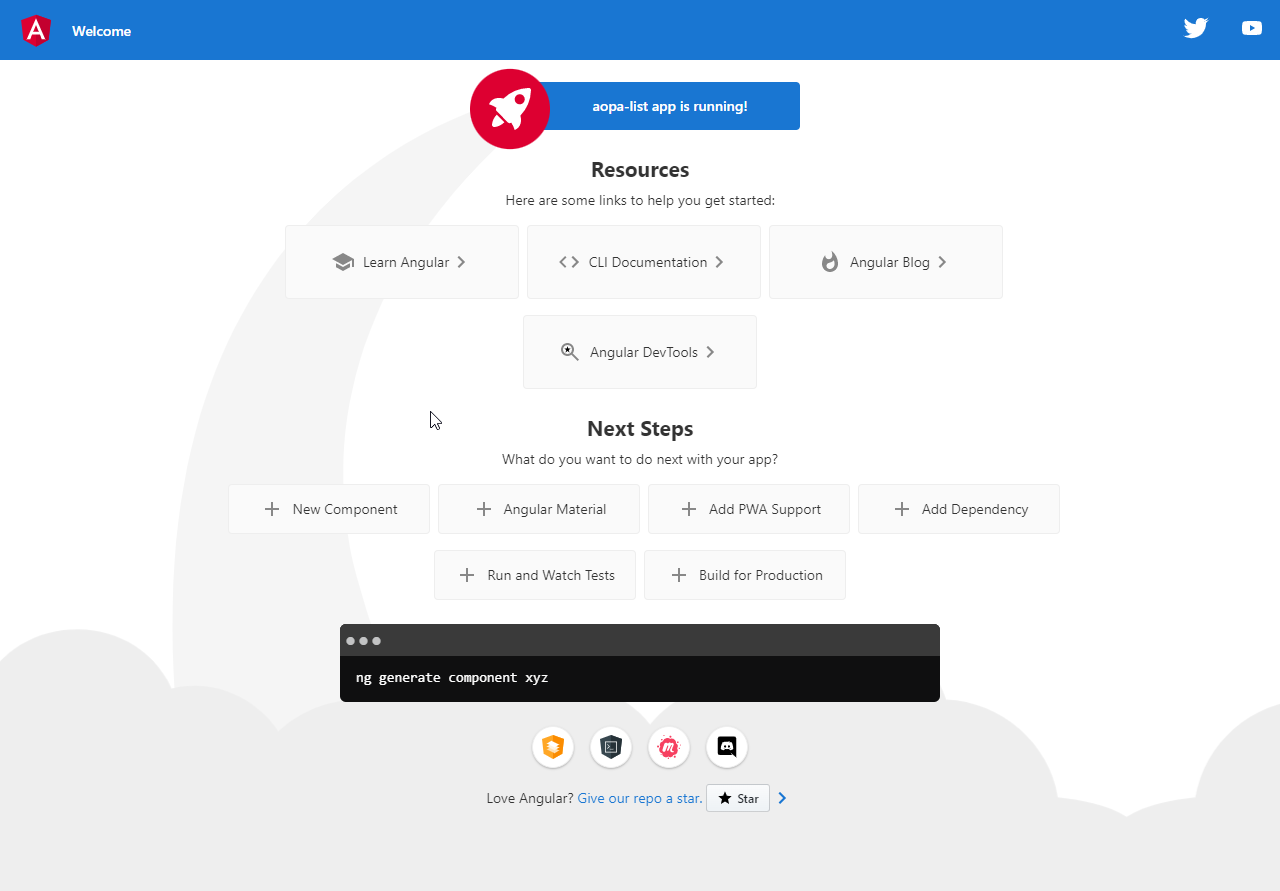 Welcome
aopa-list app is running!
Resources
Here are some links to help you get started:
Learn Angular
CLI Documentation
Angular Blog
Angular DevTools
Next Steps
What do you want to do next with your app?
New Component
Angular Material
Add PWA Support
Add Dependency
Run and Watch Tests
Build for Production
ng generate component xyz
Love Angular? Give our repo a star. Star